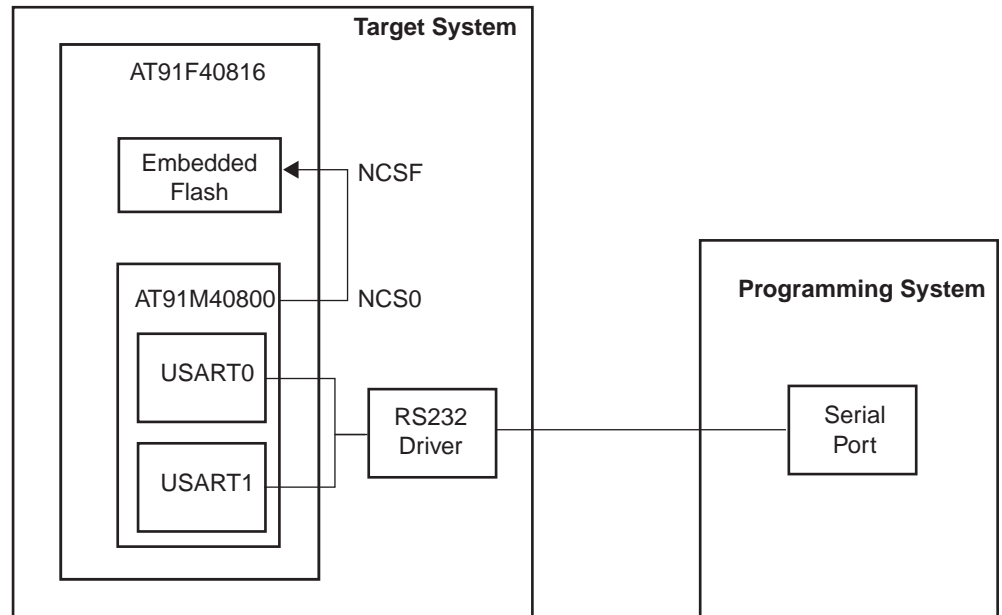 Target System
AT91F40816
Embedded
Flash
NCSF
AT91M40800
NCS0
USART0
USART1
RS232
Driver
Programming System
Serial
Port